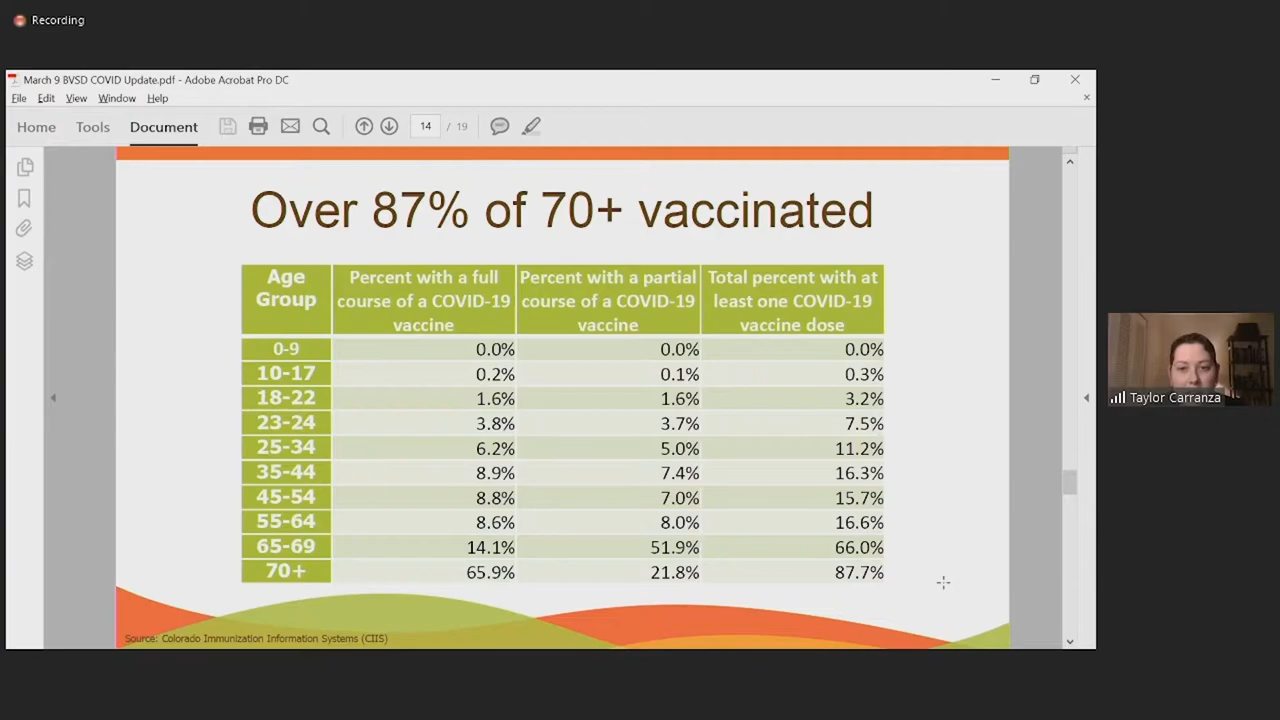 Recording
March 9 BVSD COVID Update.pdf - Adobe Acrobat Pro DC
File Edit View Window Help
Home Tools Document 14 / 19
Over 87% of 70+ vaccinated
Age Group Percent with a full course of a COVID-19 vaccine Percent with a partial course of a COVID-19 vaccine Total percent with at least one COVID-19 vaccine dose
0-9 0.0% 0.0% 0.0%
10-17 0.2% 0.1% 0.3%
18-22 1.6% 1.6% 3.2%
23-24 3.8% 3.7% 7.5%
25-34 6.2% 5.0% 11.2%
35-44 8.9% 7.4% 16.3%
45-54 8.8% 7.0% 15.7%
55-64 8.6% 8.0% 16.6%
65-69 14.1% 51.9% 66.0%
70+ 65.9% 21.8% 87.7%
Source: Colorado Immunization Information Systems (CIIS)
Taylor Carranza